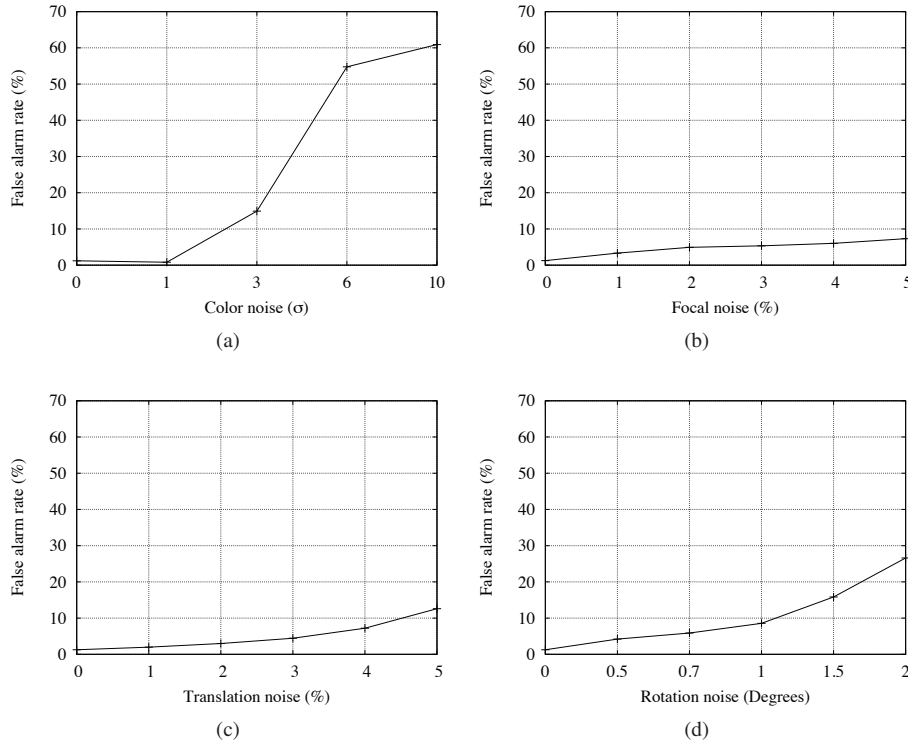 70
60
50
40
30
20
10
0
False alarm rate (%)
0 1 3 6 10
Color noise (σ)
(a)
70
60
50
40
30
20
10
0
False alarm rate (%)
0 1 2 3 4 5
Focal noise (%)
(b)
70
60
50
40
30
20
10
0
False alarm rate (%)
0 1 2 3 4 5
Translation noise (%)
(c)
70
60
50
40
30
20
10
0
False alarm rate (%)
0 0.5 0.7 1 1.5 2
Rotation noise (Degrees)
(d)